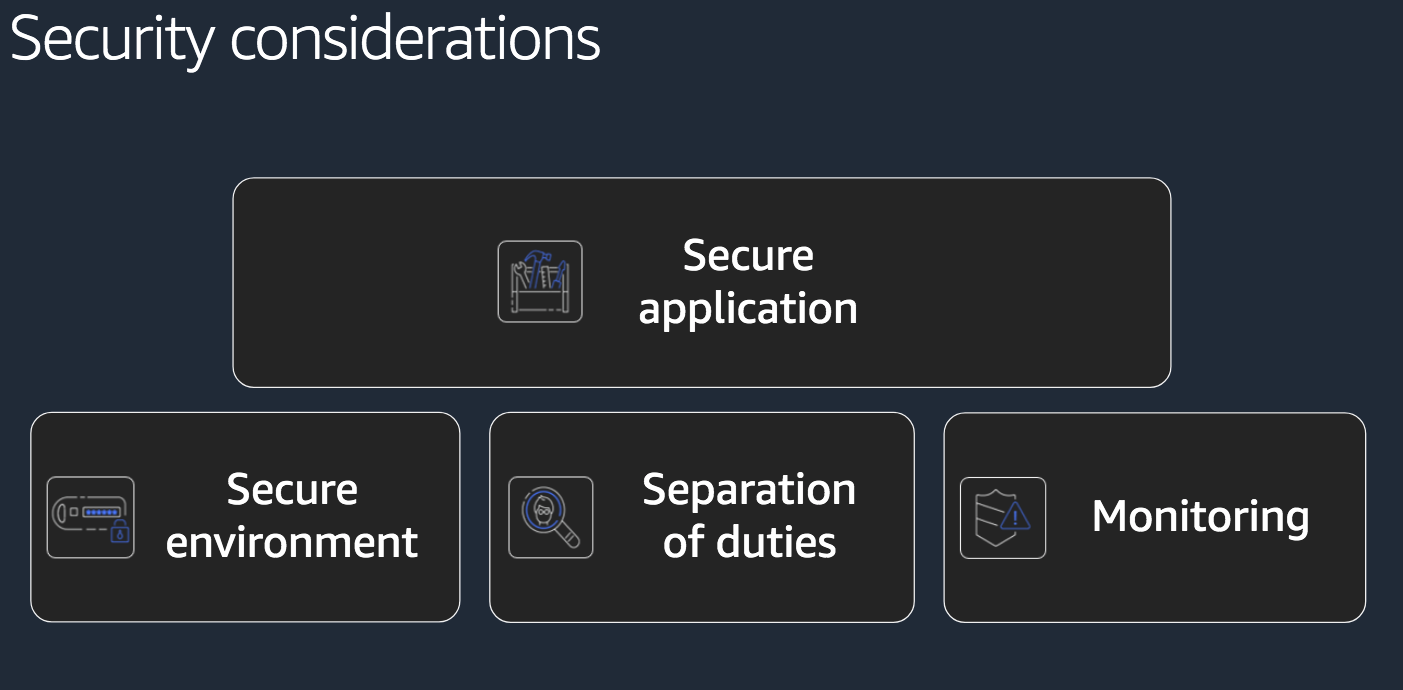 Security considerations
Secure
application
Secure
environment
Separation
of duties
Monitoring